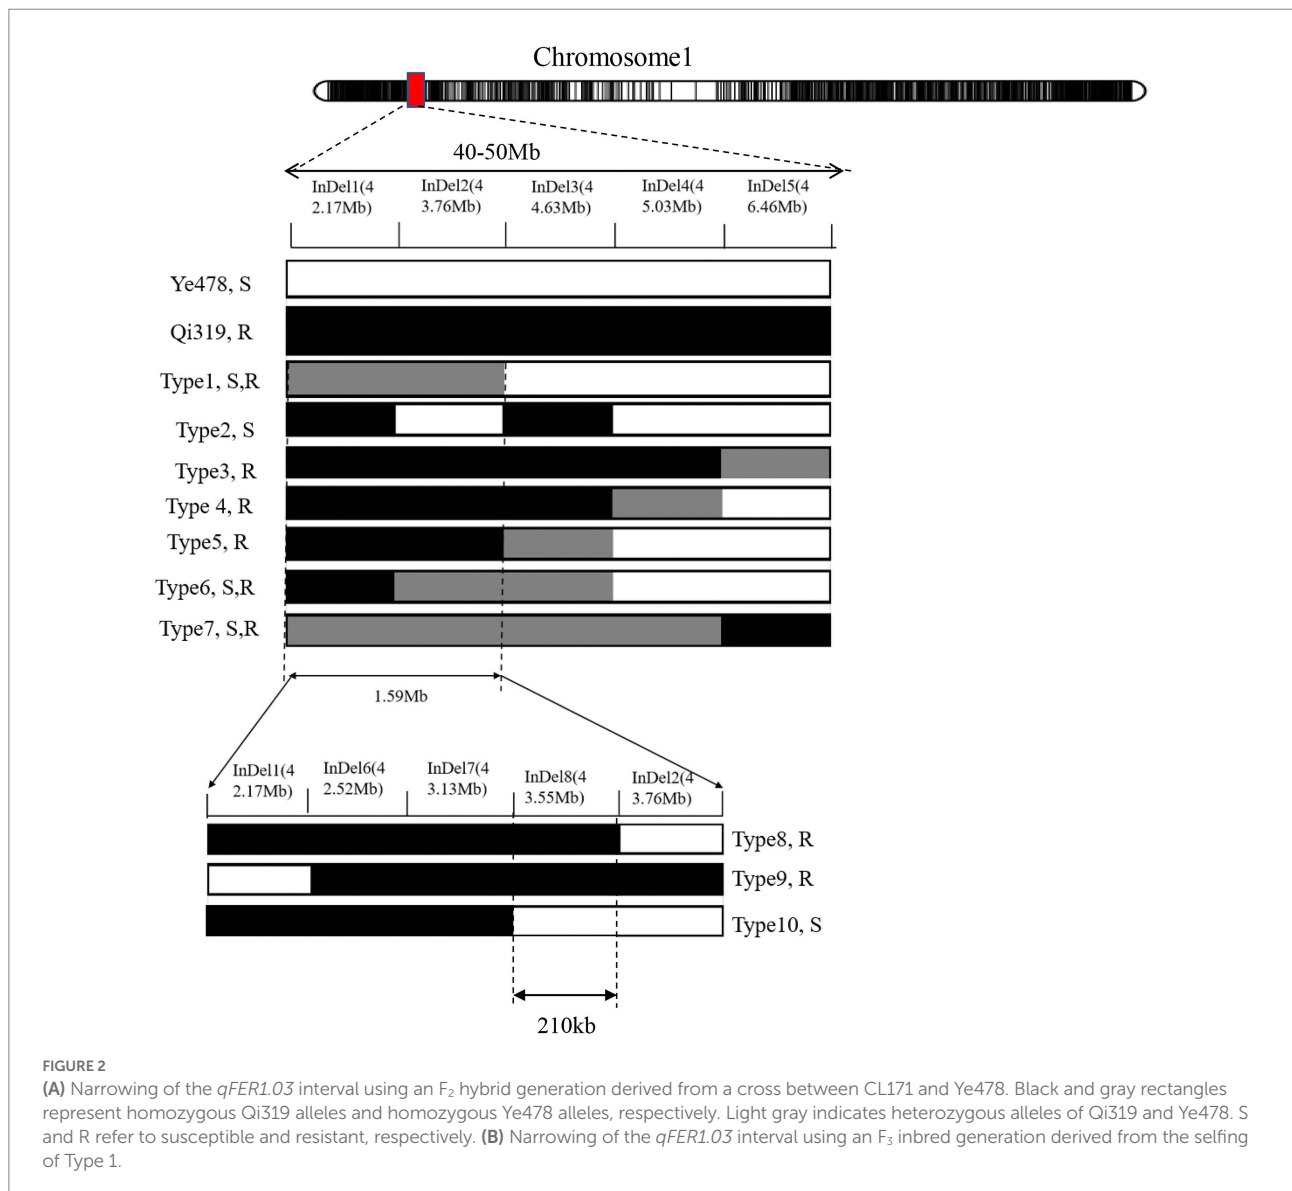 Chromosome1
40-50Mb
InDel1(4
2.17Mb)
InDel2(4
3.76Mb)
InDel3(4
4.63Mb)
InDel4(4
5.03Mb)
InDel5(4
6.46Mb)
Ye478, S
Qi319, R
Type1, S,R
Type2, S
Type3, R
Type 4, R
Type5, R
Type6, S,R
Type7, S,R
1.59Mb
InDel1(4
2.17Mb)
InDel6(4
2.52Mb)
InDel7(4
3.13Mb)
InDel8(4
3.55Mb)
InDel2(4
3.76Mb)
Type8, R
Type9, R
Type10, S
210kb
FIGURE 2
(A) Narrowing of the qFER1.03 interval using an F₂ hybrid generation derived from a cross between CL171 and Ye478. Black and gray rectangles
represent homozygous Qi319 alleles and homozygous Ye478 alleles, respectively. Light gray indicates heterozygous alleles of Qi319 and Ye478. S
and R refer to susceptible and resistant, respectively. (B) Narrowing of the qFER1.03 interval using an F₃ inbred generation derived from the selfing
of Type 1.